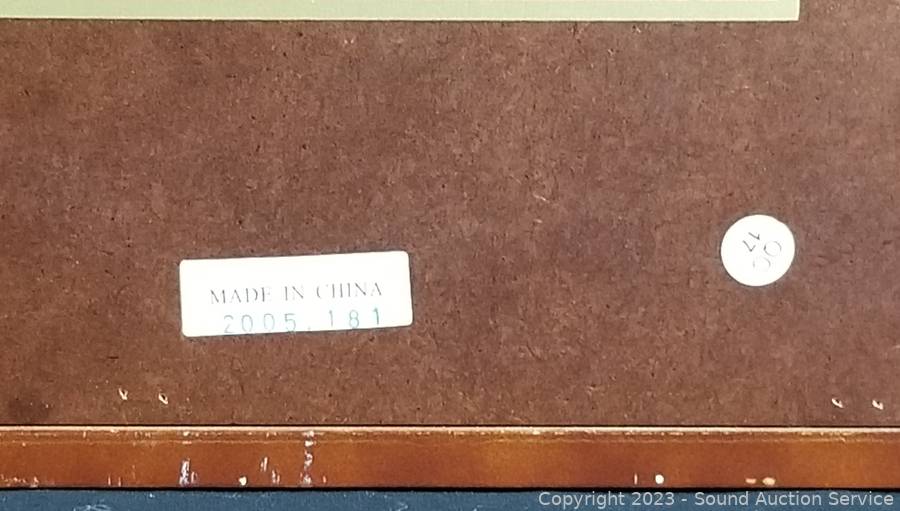 MADE IN CHINA
2005.181
Copyright 2023 - Sound Auction Service